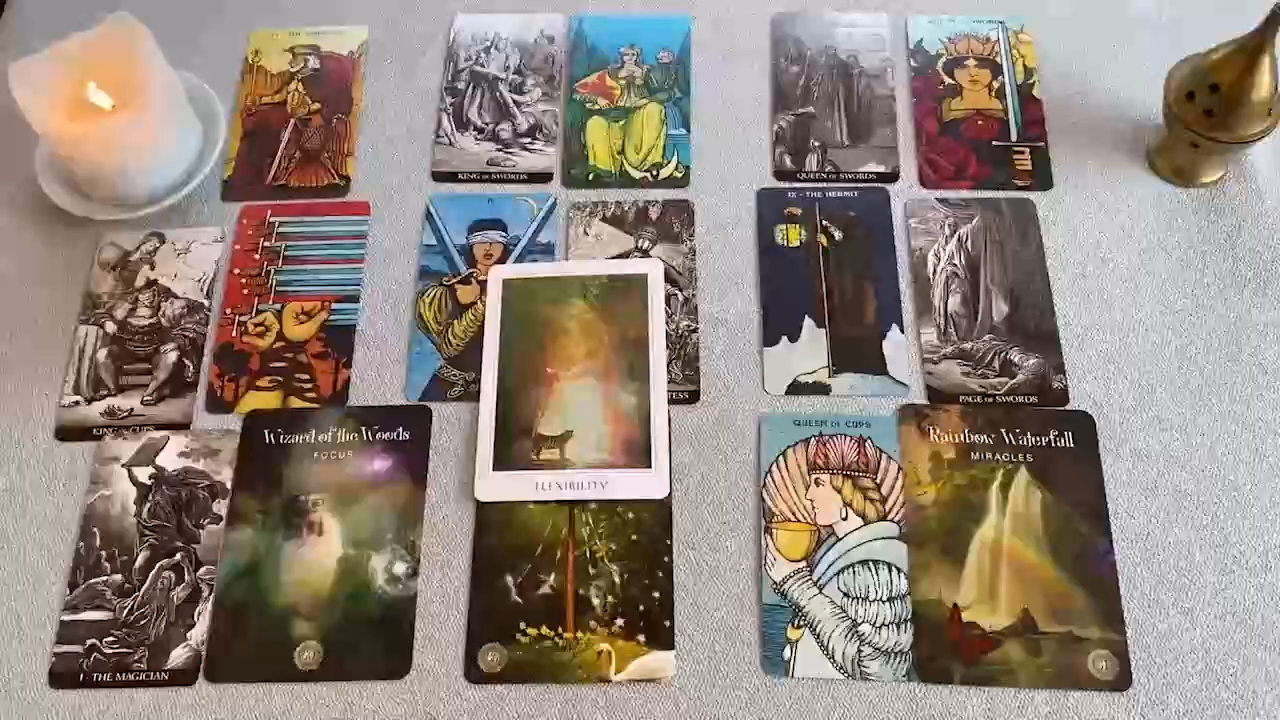 KING OF SWORDS
QUEEN OF SWORDS
IX - THE HERMIT
KING OF CUPS
PAGE OF SWORDS
Wizard of the Woods
FOCUS
QUEEN OF CUPS
Rainbow Waterfall
MIRACLES
FLEXIBILITY
I - THE MAGICIAN